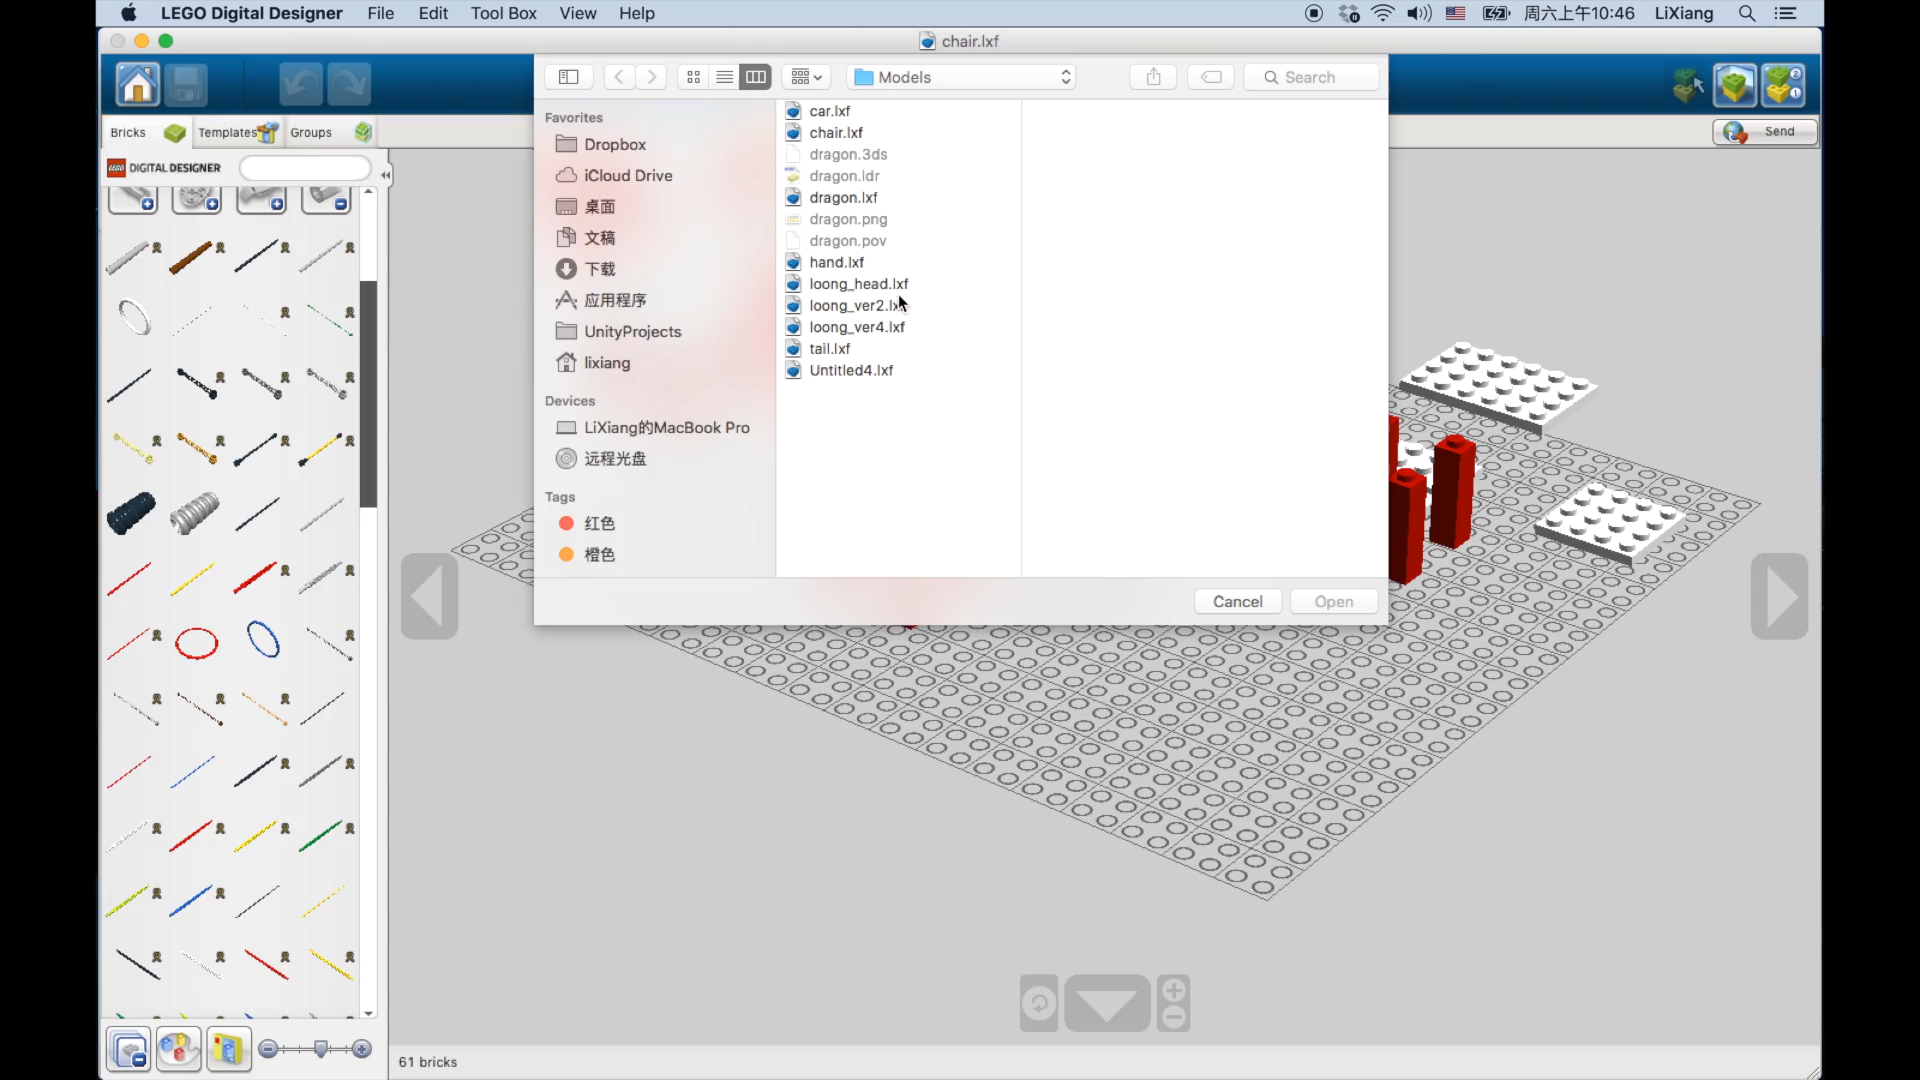 LEGO Digital Designer File Edit Tool Box View Help 周六上午10:46 LiXiang
chair.lxf
Models
Search
Bricks Templates Groups
Send
LEGO DIGITAL DESIGNER
Favorites
Dropbox
iCloud Drive
桌面
文稿
下载
应用程序
UnityProjects
lixiang
Devices
LiXiang的MacBook Pro
远程光盘
Tags
红色
橙色
car.lxf
chair.lxf
dragon.3ds
dragon.ldr
dragon.lxf
dragon.png
dragon.pov
hand.lxf
loong_head.lxf
loong_ver2.lxf
loong_ver4.lxf
tail.lxf
Untitled4.lxf
Cancel Open
61 bricks